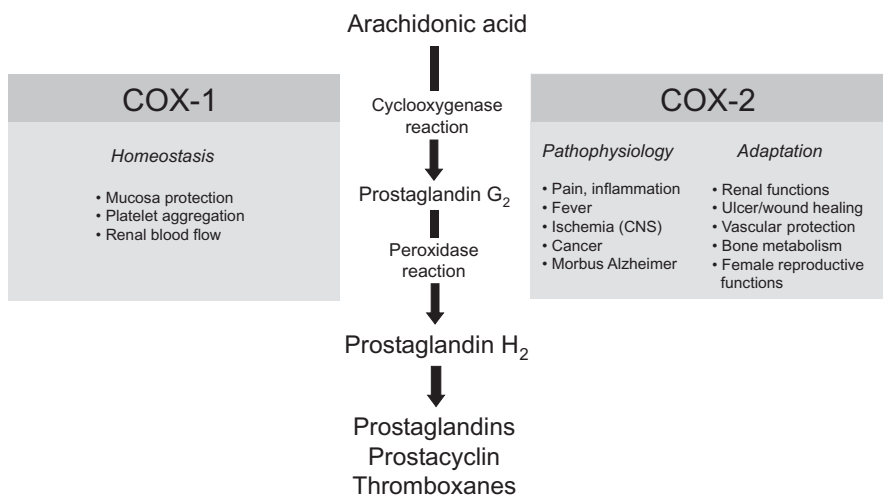 Arachidonic acid
COX-1
Homeostasis
• Mucosa protection
• Platelet aggregation
• Renal blood flow
Cyclooxygenase
reaction
Prostaglandin G₂
Peroxidase
reaction
Prostaglandin H₂
Prostaglandins
Prostacyclin
Thromboxanes
COX-2
Pathophysiology
• Pain, inflammation
• Fever
• Ischemia (CNS)
• Cancer
• Morbus Alzheimer
Adaptation
• Renal functions
• Ulcer/wound healing
• Vascular protection
• Bone metabolism
• Female reproductive
functions